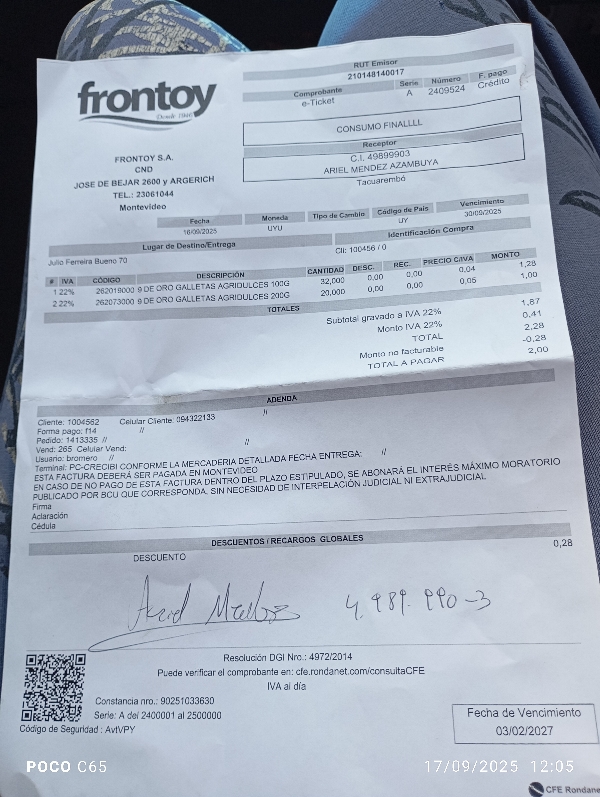 frontoy
Desde 1946
RUT Emisor
210148140017
Comprobante Serie Número F. pago
e-Ticket A 2409524 Crédito
CONSUMO FINALLLL
Receptor
C.I. 49899903
ARIEL MENDEZ AZAMBUYA
Tacuarembó
FRONTOY S.A.
CND
JOSE DE BEJAR 2600 y ARGERICH
TEL.: 23061044
Montevideo
Fecha Moneda Tipo de Cambio Código de País Vencimiento
16/09/2025 UYU UY 30/09/2025
Lugar de Destino/Entrega Identificación Compra
Julio Ferreira Bueno 70 Cli: 100456 / 0
# IVA CÓDIGO DESCRIPCIÓN CANTIDAD DESC. REC. PRECIO C/IVA MONTO
1 22% 262019000 9 DE ORO GALLETAS AGRIDULCES 100G 32,000 0,00 0,00 0,04 1,28
2 22% 262073000 9 DE ORO GALLETAS AGRIDULCES 200G 20,000 0,00 0,00 0,05 1,00
TOTALES
Subtotal gravado a IVA 22% 1,87
Monto IVA 22% 0,41
TOTAL 2,28
Monto no facturable -0,28
TOTAL A PAGAR 2,00
ADENDA
Cliente: 1004562 Celular Cliente: 094322133 //
Forma pago: f14 //
Pedido: 1413335 //
Vend: 265 Celular Vend: //
Usuario: bromero //
Terminal: PC-CRECIBI CONFORME LA MERCADERIA DETALLADA FECHA ENTREGA: //
ESTA FACTURA DEBERÁ SER PAGADA EN MONTEVIDEO
EN CASO DE NO PAGO DE ESTA FACTURA DENTRO DEL PLAZO ESTIPULADO, SE ABONARÁ EL INTERÉS MÁXIMO MORATORIO
PUBLICADO POR BCU QUE CORRESPONDA, SIN NECESIDAD DE INTERPELACIÓN JUDICIAL NI EXTRAJUDICIAL
Firma
Aclaración
Cédula
DESCUENTOS / RECARGOS GLOBALES
DESCUENTO 0,28
4.989.990-3
Resolución DGI Nro.: 4972/2014
Puede verificar el comprobante en: cfe.rondanet.com/consultaCFE
IVA al día
Constancia nro.: 90251033630
Serie: A del 2400001 al 2500000
Código de Seguridad : AvtVPY
Fecha de Vencimiento
03/02/2027
POCO C65
17/09/2025 12:05
CFE Rondane